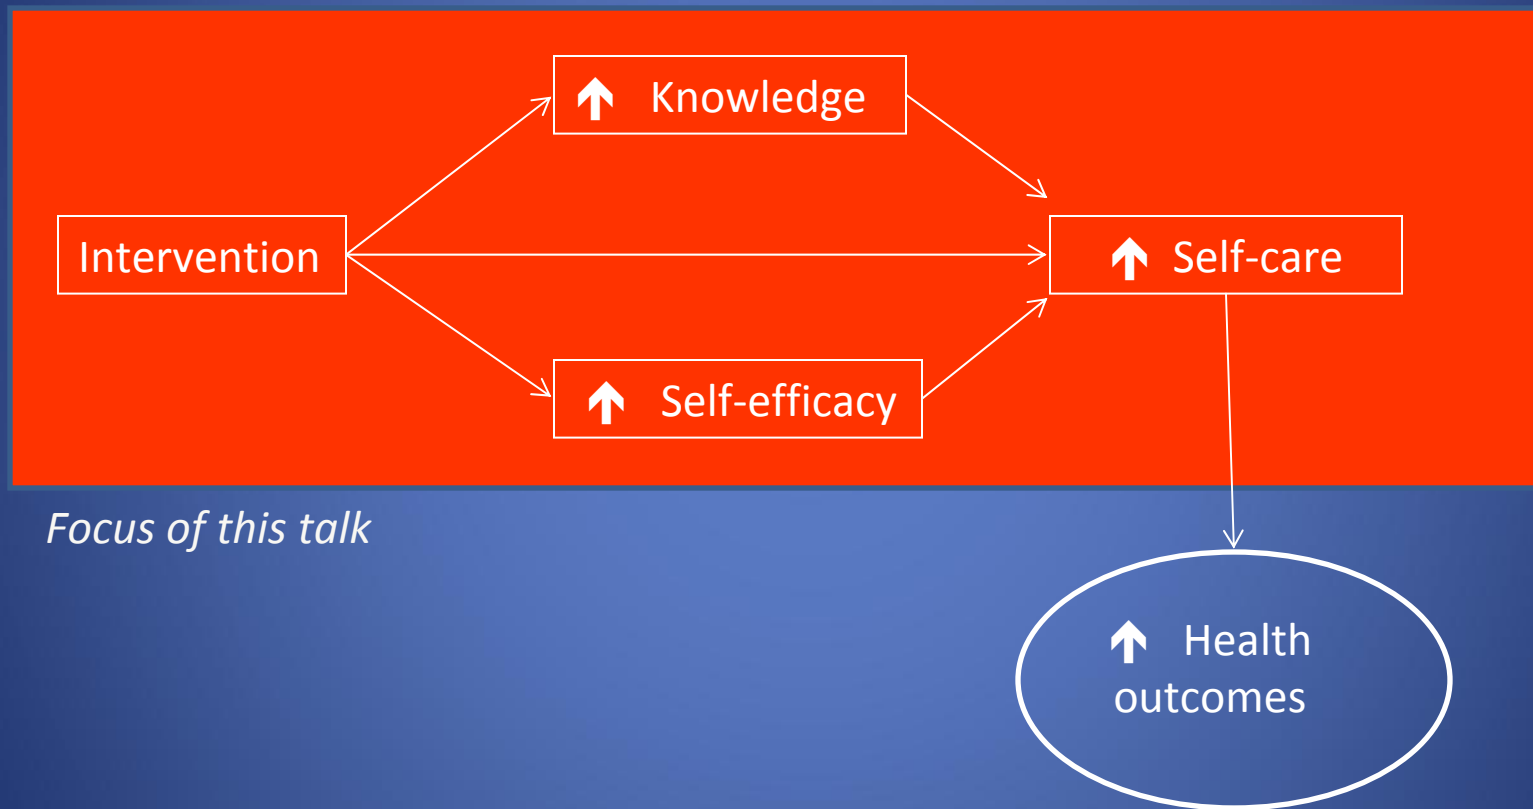 ↑ Knowledge
Intervention
↑ Self-care
↑ Self-efficacy
Focus of this talk
↑ Health
outcomes